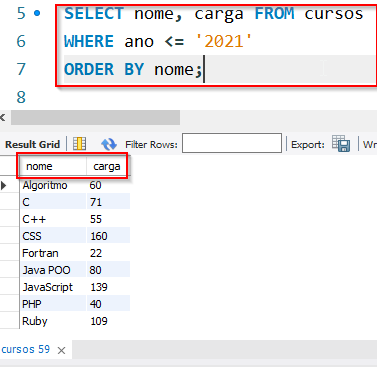 5 SELECT nome, carga FROM cursos
6 WHERE ano <= '2021'
7 ORDER BY nome;
8
Result Grid Filter Rows: Export: Wr
nome carga
Algoritmo 60
C 71
C++ 55
CSS 160
Fortran 22
Java POO 80
JavaScript 139
PHP 40
Ruby 109
cursos 59 ×